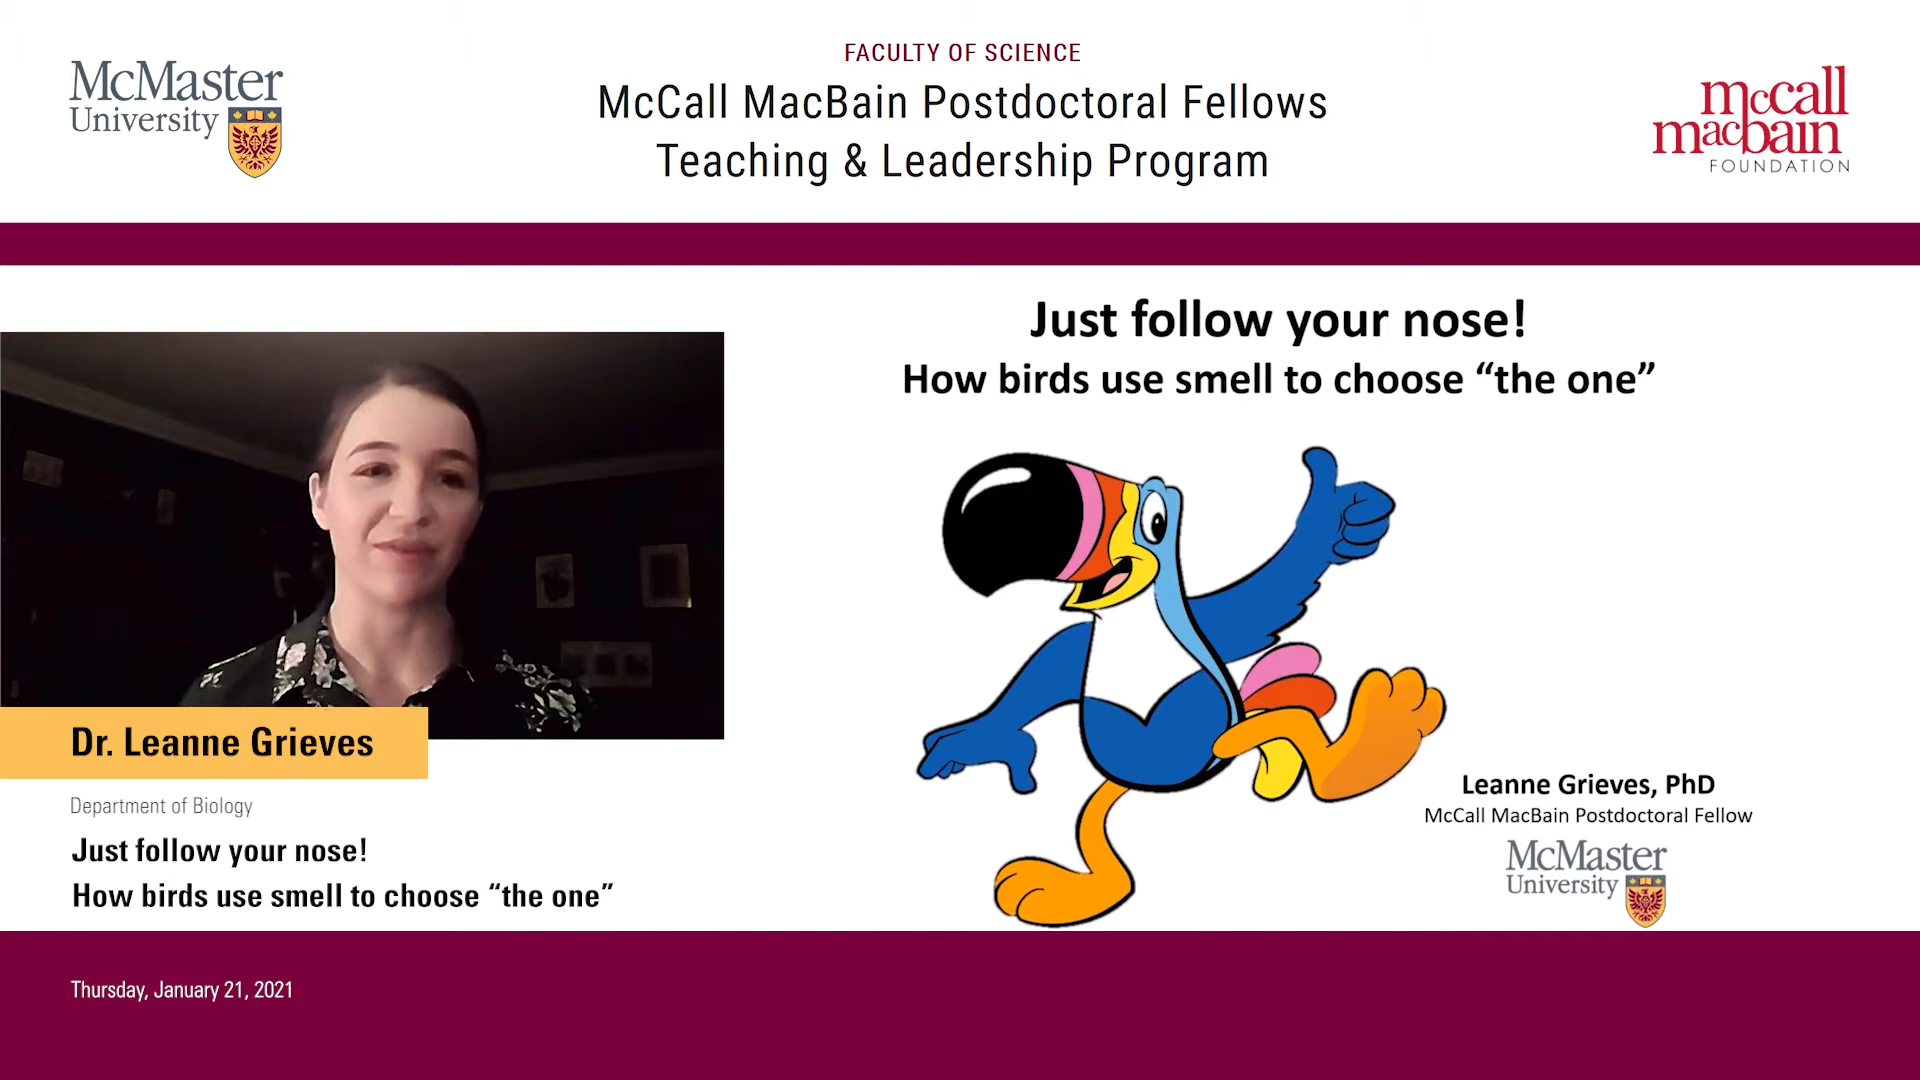 McMaster
University
FACULTY OF SCIENCE
McCall MacBain Postdoctoral Fellows
Teaching & Leadership Program
mccall
macbain
FOUNDATION
Just follow your nose!
How birds use smell to choose “the one”
Dr. Leanne Grieves
Department of Biology
Just follow your nose!
How birds use smell to choose “the one”
Leanne Grieves, PhD
McCall MacBain Postdoctoral Fellow
McMaster
University
Thursday, January 21, 2021